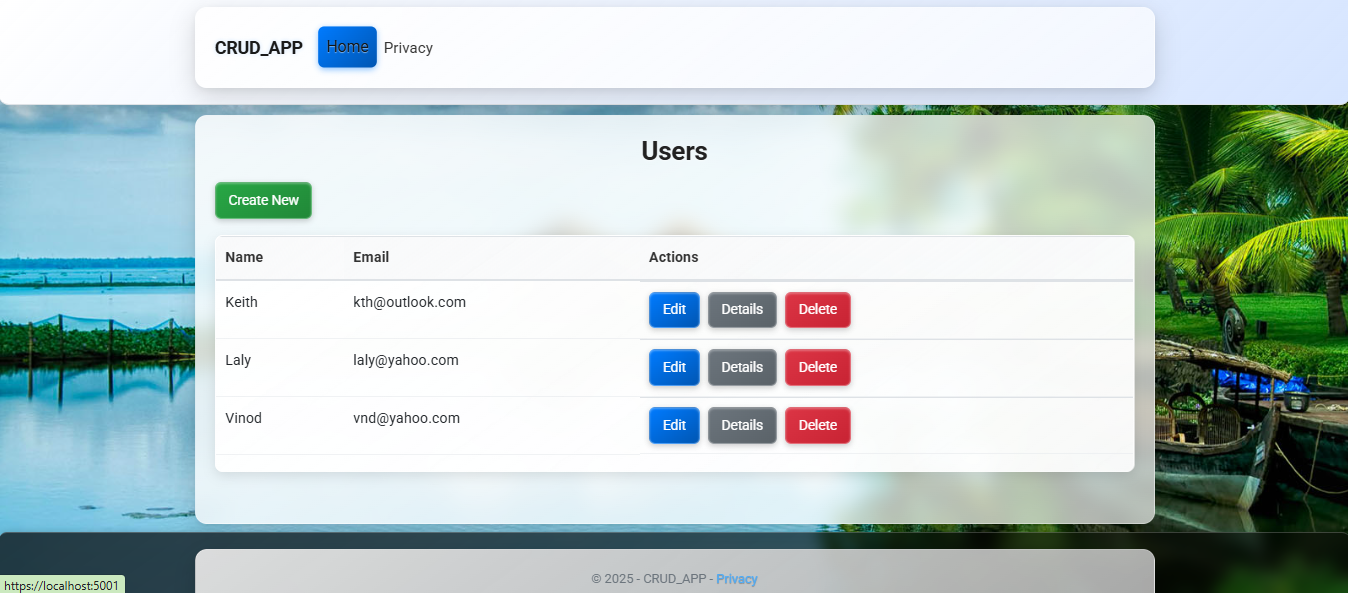 CRUD_APP Home Privacy
Users
Create New
Name Email Actions
Keith kth@outlook.com Edit Details Delete
Laly laly@yahoo.com Edit Details Delete
Vinod vnd@yahoo.com Edit Details Delete
© 2025 - CRUD_APP - Privacy
https://localhost:5001